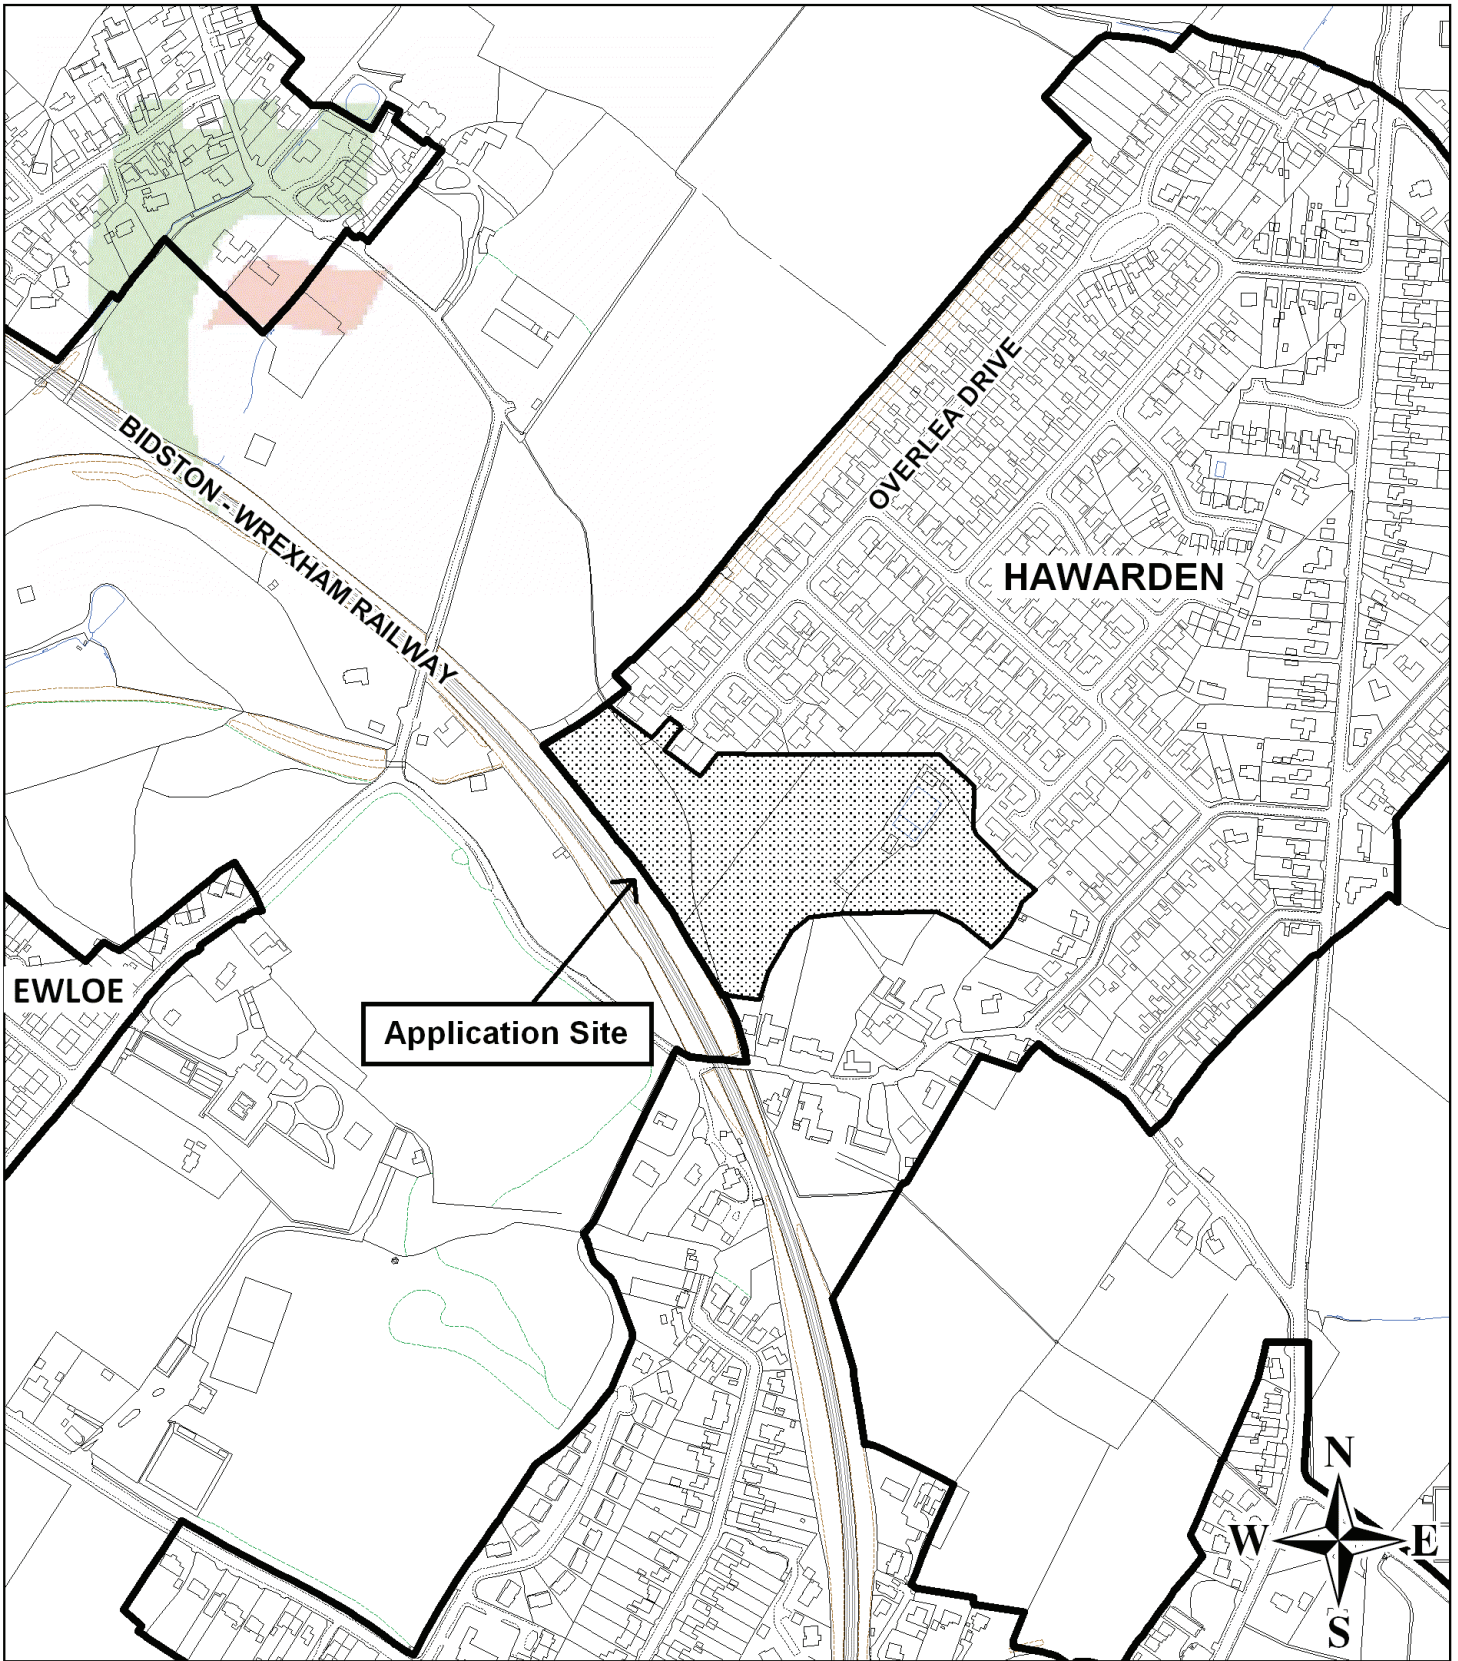 OVERLEA DRIVE
BIDSTON - WREXHAM RAILWAY
HAWARDEN
EWLOE
Application Site
N
W E
S